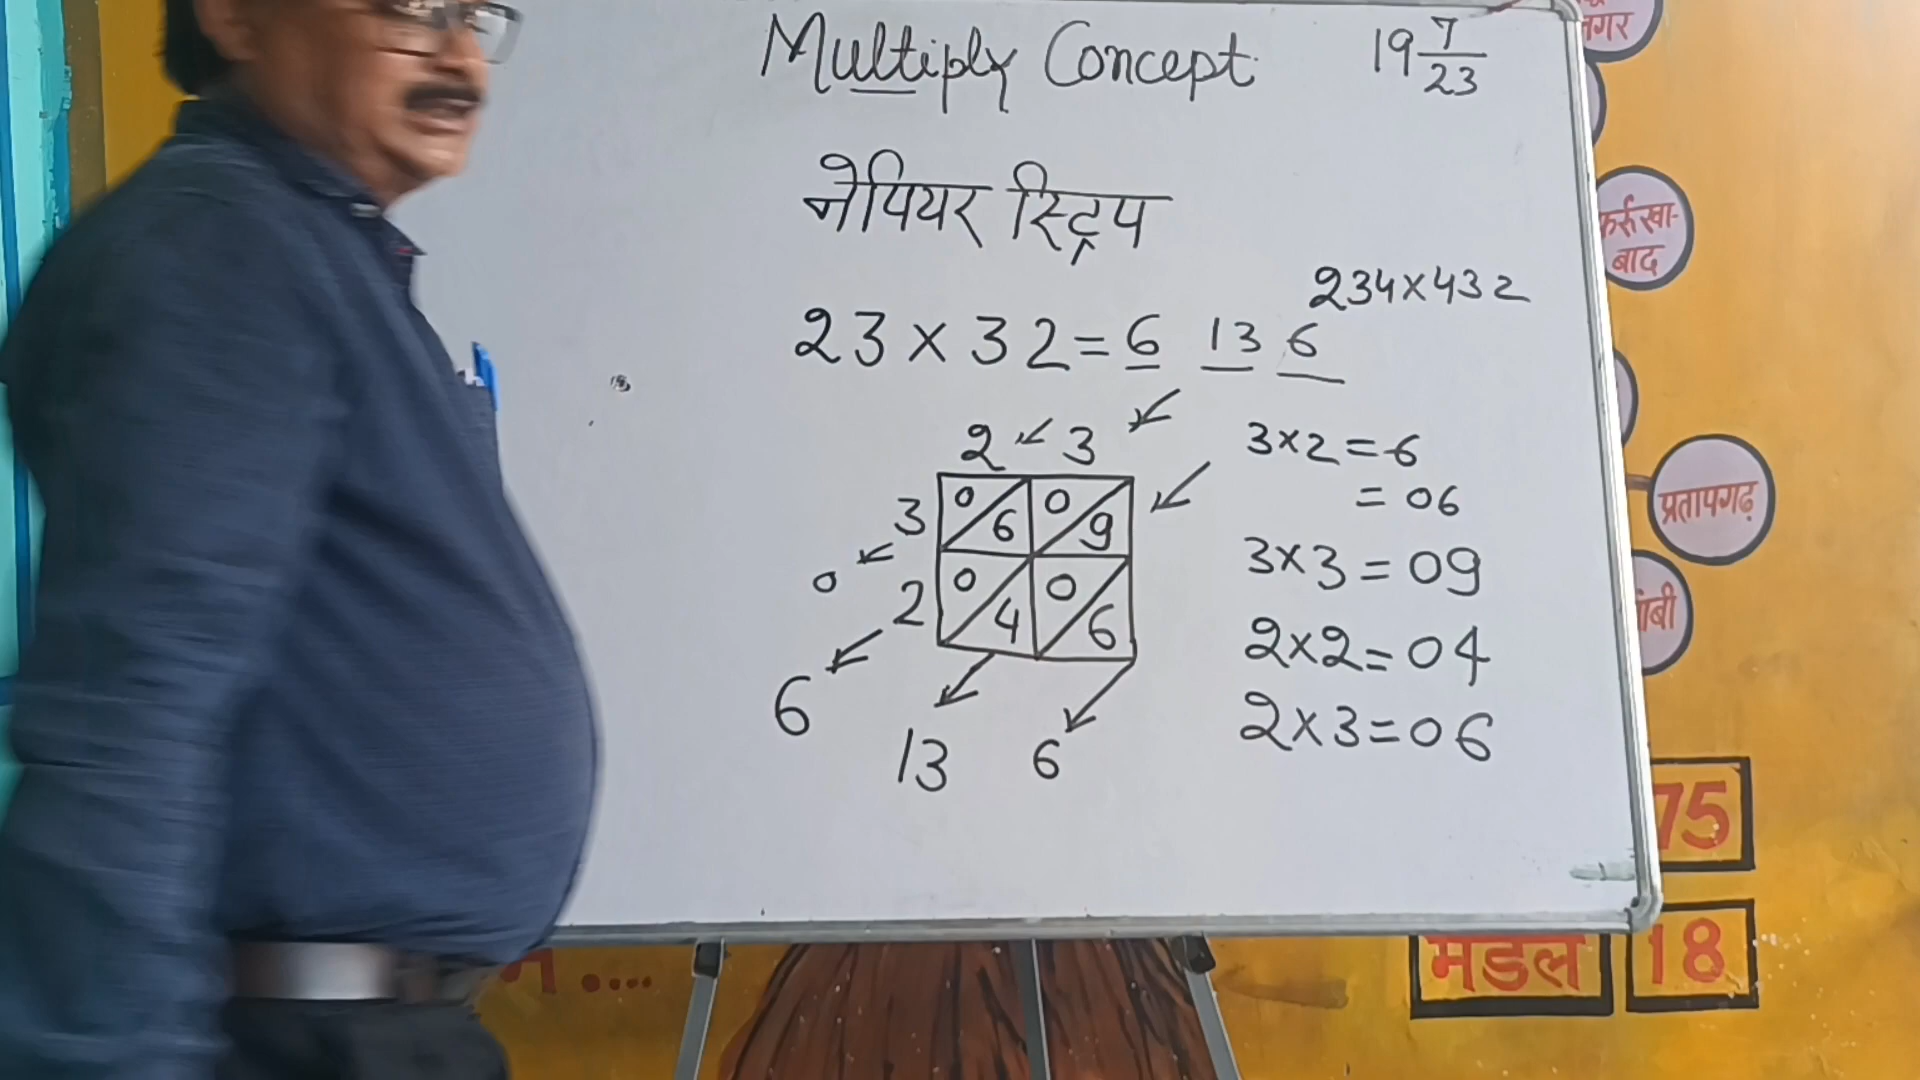 Multiply Concept 19 7/23
नेपियर स्ट्रिप
234×432
23 × 32 = 6 13 6
2 3
3 0 6 0 9
2 0 4 0 6
0
6
13 6
3×2 = 6
= 06
3×3 = 09
2×2 = 04
2×3 = 06
नगर
फर्रुखा-
बाद
प्रतापगढ़
75
मंडल 18